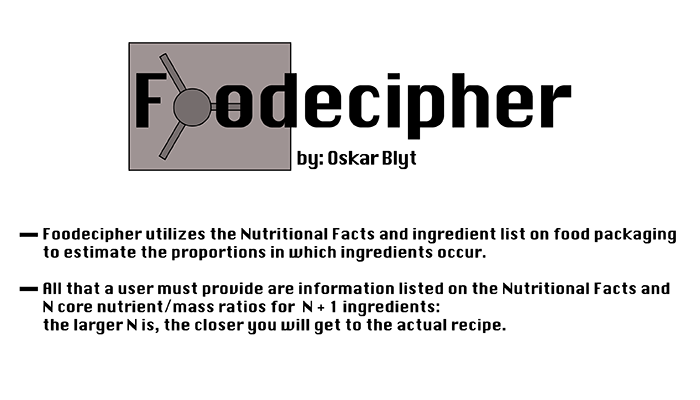 Foodecipher
by: Oskar Blyt
– Foodecipher utilizes the Nutritional Facts and ingredient list on food packaging
to estimate the proportions in which ingredients occur.
– All that a user must provide are information listed on the Nutritional Facts and
N core nutrient/mass ratios for N + 1 ingredients:
the larger N is, the closer you will get to the actual recipe.